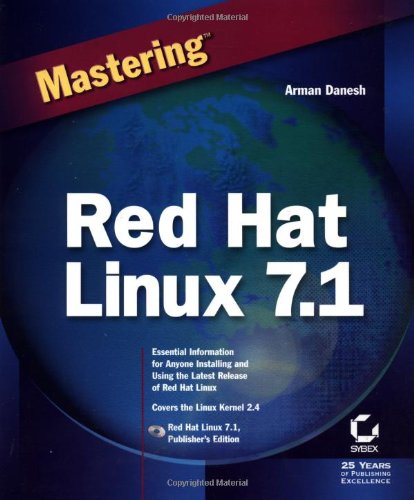 Copyrighted Material
Mastering™
Arman Danesh
Red Hat
Linux 7.1
Essential Information
for Anyone Installing and
Using the Latest Release
of Red Hat Linux
Covers the Linux Kernel 2.4
Red Hat Linux 7.1,
Publisher's Edition
SYBEX
25 YEARS
OF PUBLISHING
EXCELLENCE
Copyrighted Material